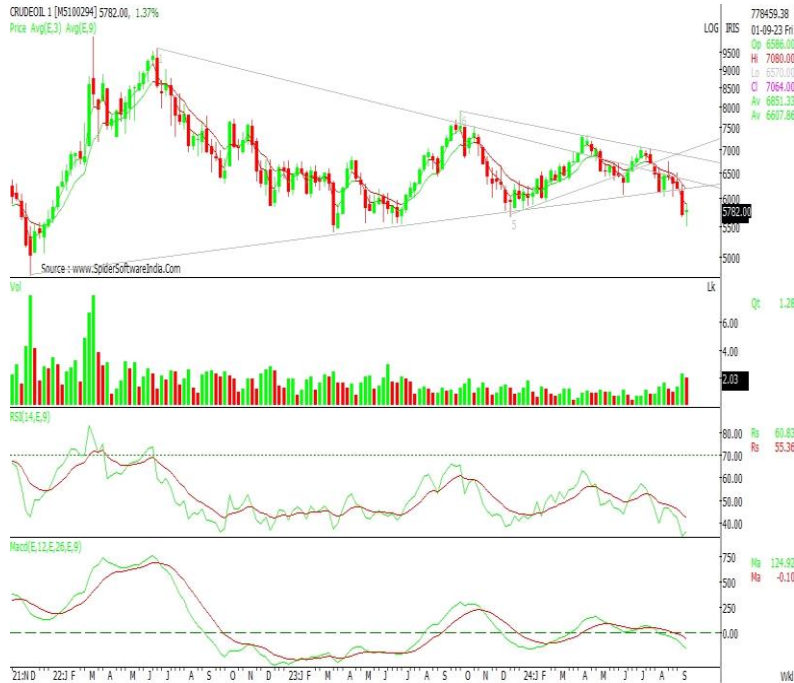 CRUDEOIL 1 [M5100294] 5782.00, 1.37%
Price Avg(E,3) Avg(E,9)
LOG IRIS
778459.38
01-09-23 Fri
Op 6586.00
Hi 7080.00
Lo 6570.00
Cl 7064.00
Av 6851.33
Av 6607.86
9500
9000
8500
8000
7500
7000
6500
6000
5782.00
5500
5000
5
Source : www.SpiderSoftwareIndia.Com
Vol
Lk
Qt 1.28
6.00
4.00
2.03
RSI(14,E,9)
80.00
70.00
60.00
50.00
40.00
Rs 60.83
Rs 55.36
Macd(E,12,E,26,E,9)
750
500
250
0.00
Ma 124.92
Ma -0.10
21:N D 22:J F M A M J J A S O N D 23:J F M A M J J A S O N D 24:J F M A M J J A S
Wkl